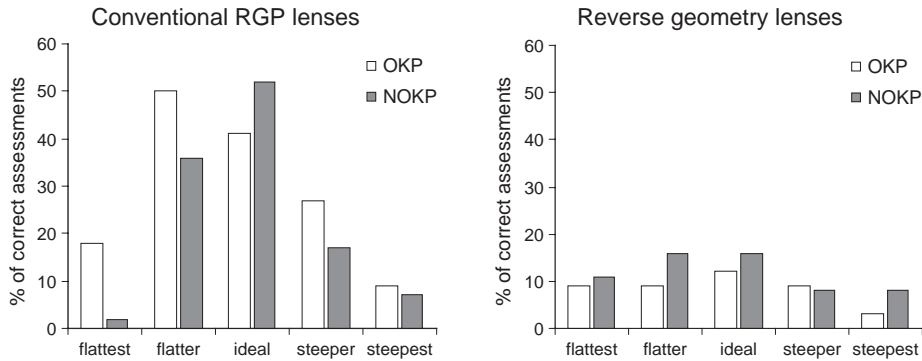 Conventional RGP lenses
% of correct assessments
60
50
40
30
20
10
0
OKP
NOKP
flattest flatter ideal steeper steepest
Reverse geometry lenses
% of correct assessments
60
50
40
30
20
10
0
OKP
NOKP
flattest flatter ideal steeper steepest